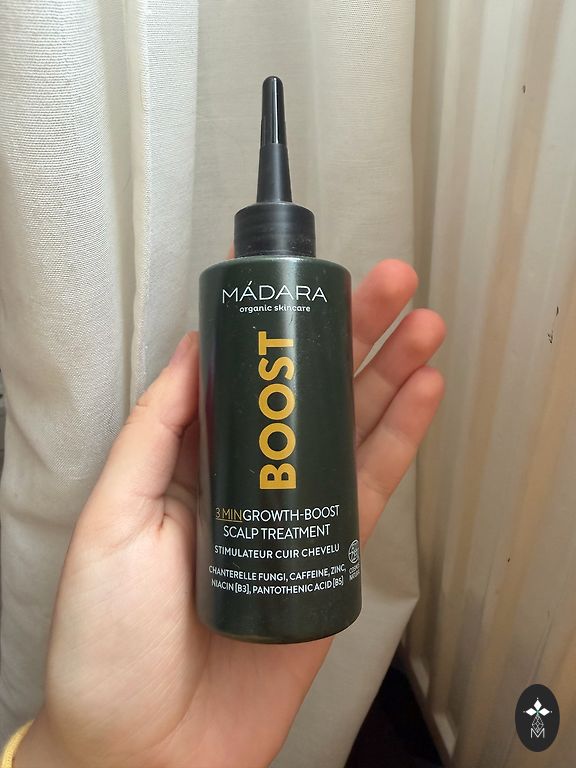 MÁDARA
organic skincare
BOOST
3 MIN GROWTH-BOOST
SCALP TREATMENT
STIMULATEUR CUIR CHEVELU
CHANTERELLE FUNGI, CAFFEINE, ZINC,
NIACIN [B3], PANTOTHENIC ACID [B5]
M